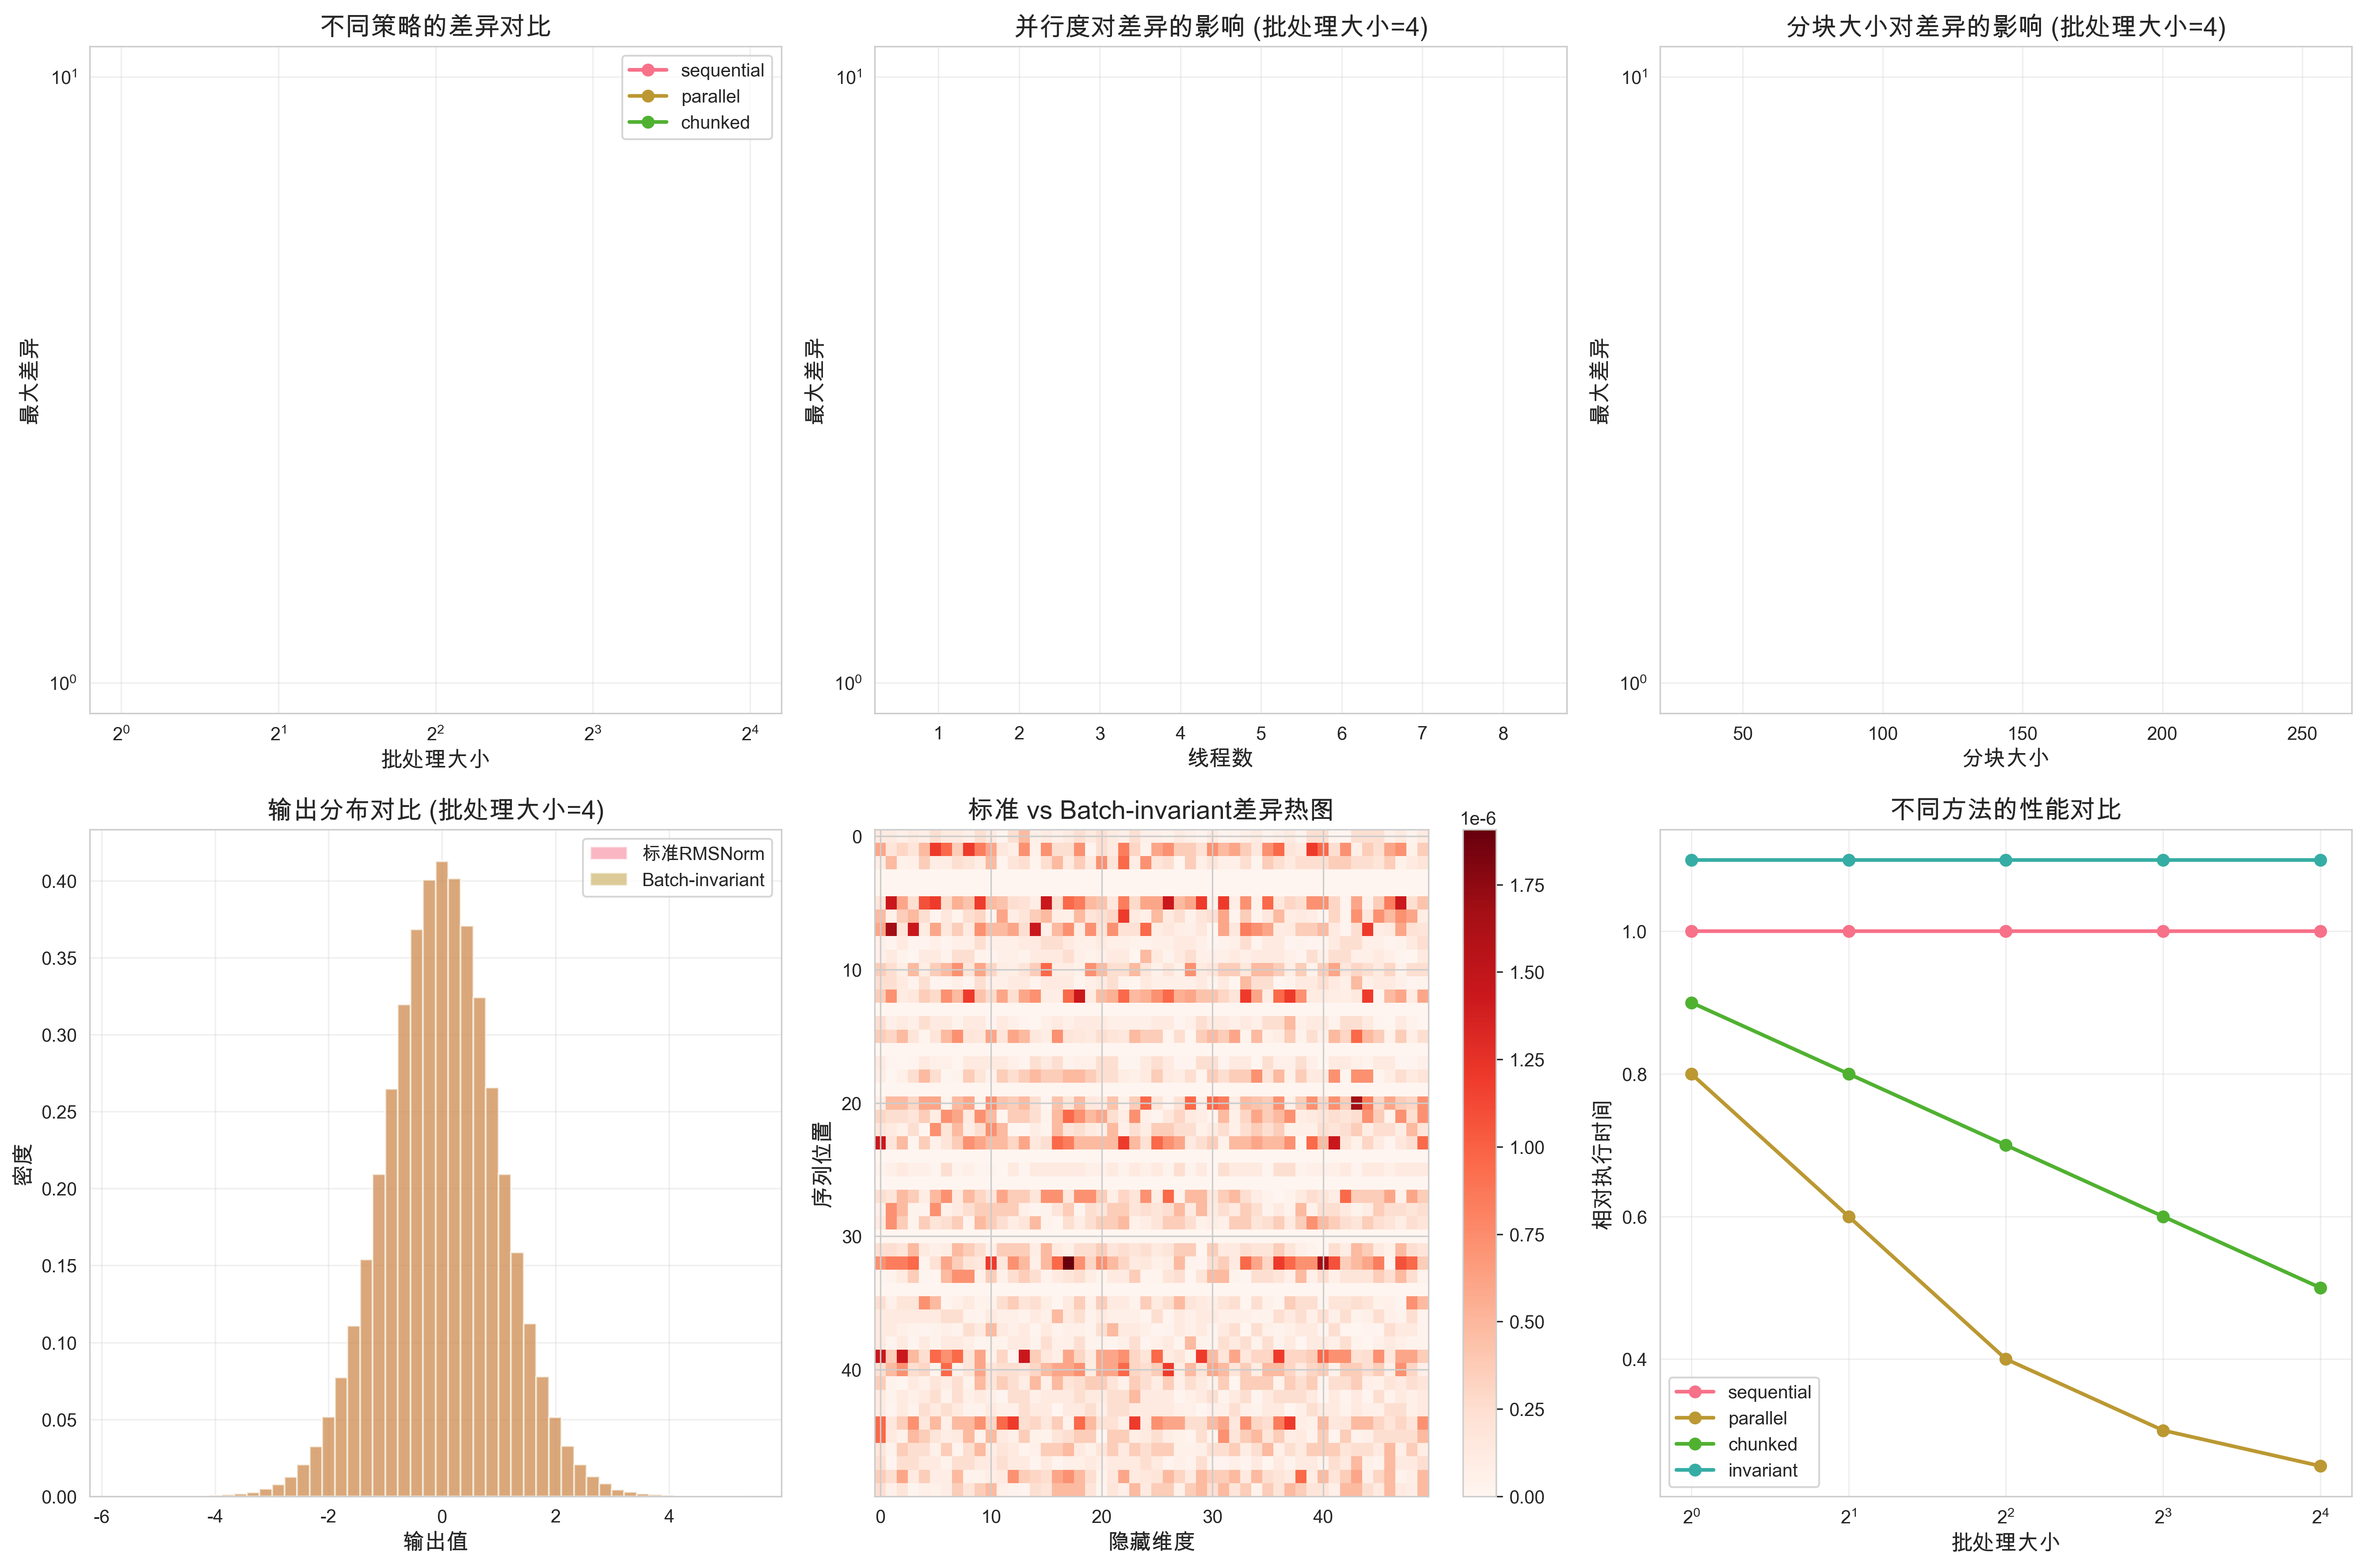 不同策略的差异对比
10¹
10⁰
最大差异
sequential
parallel
chunked
2⁰ 2¹ 2² 2³ 2⁴
批处理大小
并行度对差异的影响 (批处理大小=4)
10¹
10⁰
最大差异
1 2 3 4 5 6 7 8
线程数
分块大小对差异的影响 (批处理大小=4)
10¹
10⁰
最大差异
50 100 150 200 250
分块大小
输出分布对比 (批处理大小=4)
标准RMSNorm
Batch-invariant
0.40
0.35
0.30
0.25
0.20
0.15
0.10
0.05
0.00
密度
-6 -4 -2 0 2 4
输出值
标准 vs Batch-invariant差异热图
0
10
20
30
40
序列位置
0 10 20 30 40
隐藏维度
1e-6
1.75
1.50
1.25
1.00
0.75
0.50
0.25
0.00
不同方法的性能对比
1.0
0.8
0.6
0.4
相对执行时间
sequential
parallel
chunked
invariant
2⁰ 2¹ 2² 2³ 2⁴
批处理大小